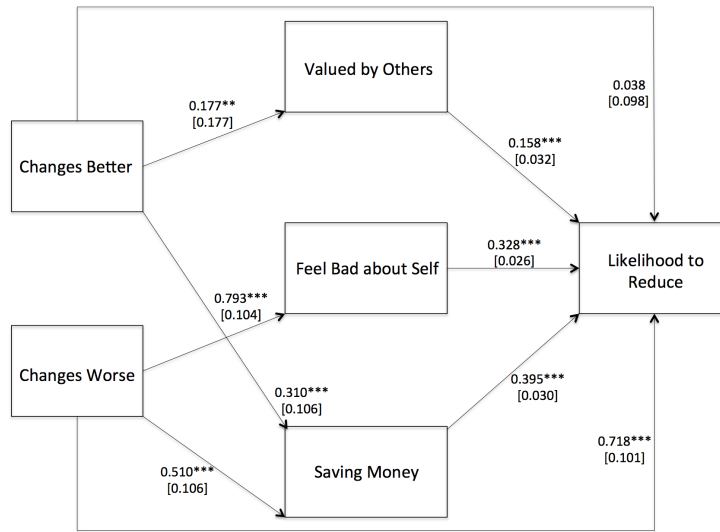 Valued by Others
0.038
[0.098]
0.177**
[0.177]
0.158***
[0.032]
Changes Better
Feel Bad about Self
0.328***
[0.026]
Likelihood to
Reduce
0.793***
[0.104]
Changes Worse
0.310***
[0.106]
0.395***
[0.030]
0.718***
[0.101]
0.510***
[0.106]
Saving Money